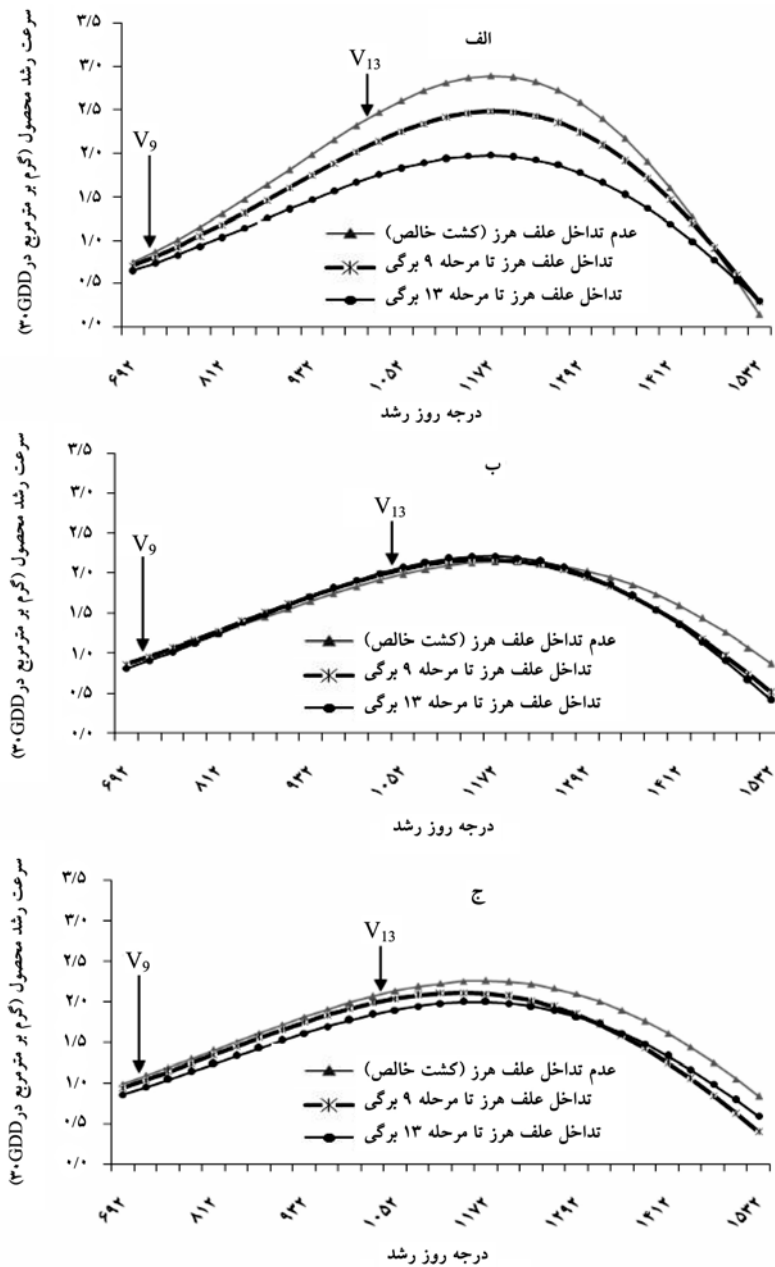 الف
سرعت رشد محصول (گرم بر مترمربع در ۳۰GDD)
۳/۵
۳/۰
۲/۵
۲/۰
۱/۵
۱/۰
۰/۵
۰/۰
V9
V13
عدم تداخل علف هرز (کشت خالص)
تداخل علف هرز تا مرحله ۹ برگی
تداخل علف هرز تا مرحله ۱۳ برگی
۶۹۲ ۸۱۲ ۹۳۲ ۱۰۵۲ ۱۱۷۲ ۱۲۹۲ ۱۴۱۲ ۱۵۳۲
درجه روز رشد
ب
سرعت رشد محصول (گرم بر مترمربع در ۳۰GDD)
۳/۵
۳/۰
۲/۵
۲/۰
۱/۵
۱/۰
۰/۵
۰/۰
V9
V13
عدم تداخل علف هرز (کشت خالص)
تداخل علف هرز تا مرحله ۹ برگی
تداخل علف هرز تا مرحله ۱۳ برگی
۶۹۲ ۸۱۲ ۹۳۲ ۱۰۵۲ ۱۱۷۲ ۱۲۹۲ ۱۴۱۲ ۱۵۳۲
درجه روز رشد
ج
سرعت رشد محصول (گرم بر مترمربع در ۳۰GDD)
۳/۵
۳/۰
۲/۵
۲/۰
۱/۵
۱/۰
۰/۵
۰/۰
V9
V13
عدم تداخل علف هرز (کشت خالص)
تداخل علف هرز تا مرحله ۹ برگی
تداخل علف هرز تا مرحله ۱۳ برگی
۶۹۲ ۸۱۲ ۹۳۲ ۱۰۵۲ ۱۱۷۲ ۱۲۹۲ ۱۴۱۲ ۱۵۳۲
درجه روز رشد